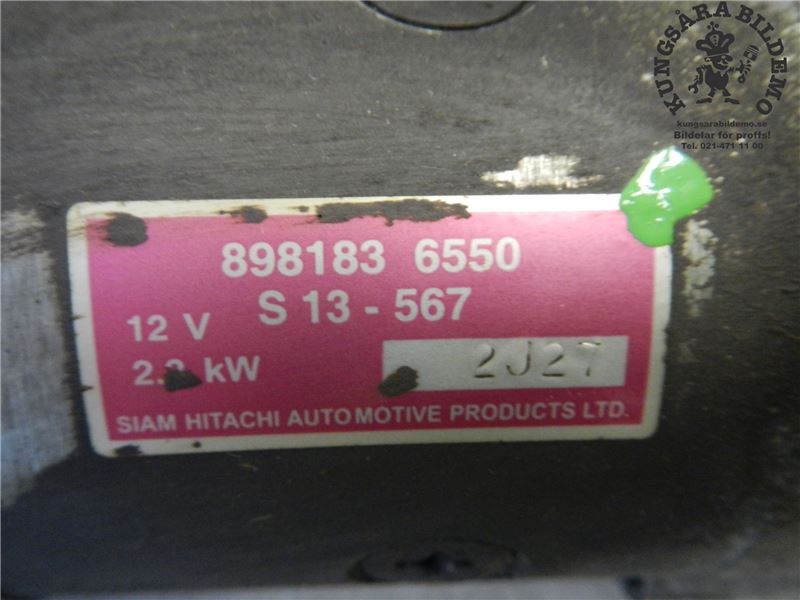 KUNGSÅRA BILDEMO
kungsarabildemo.se
Bildelar för proffs!
Tel. 021-471 11 00
898183 6550
S 13 - 567
12 V
kW
2J27
SIAM HITACHI AUTOMOTIVE PRODUCTS LTD.